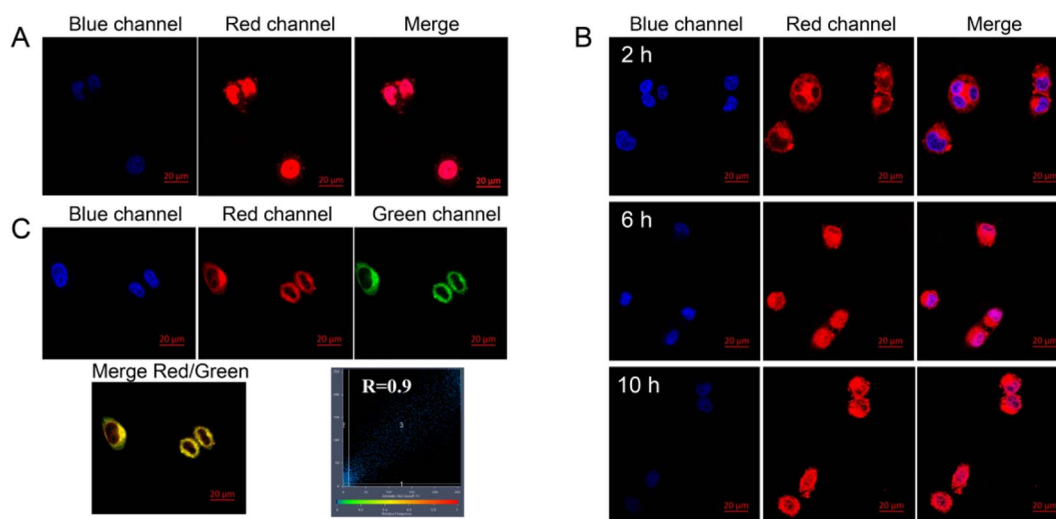 A
Blue channel
Red channel
Merge
20 µm
20 µm
20 µm
C
Blue channel
Red channel
Green channel
20 µm
20 µm
20 µm
Merge Red/Green
20 µm
R=0.9
3
1
B
Blue channel
Red channel
Merge
2 h
20 µm
20 µm
20 µm
6 h
20 µm
20 µm
20 µm
10 h
20 µm
20 µm
20 µm